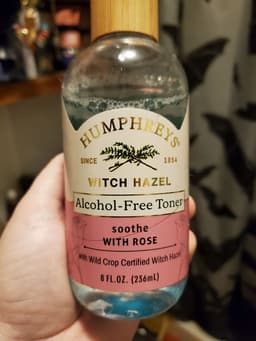 HUMPHREYS®
SINCE 1854
WITCH HAZEL
Alcohol-Free Toner
soothe
WITH ROSE
with Wild Crop Certified Witch Hazel
8 FL.OZ. (236mL)